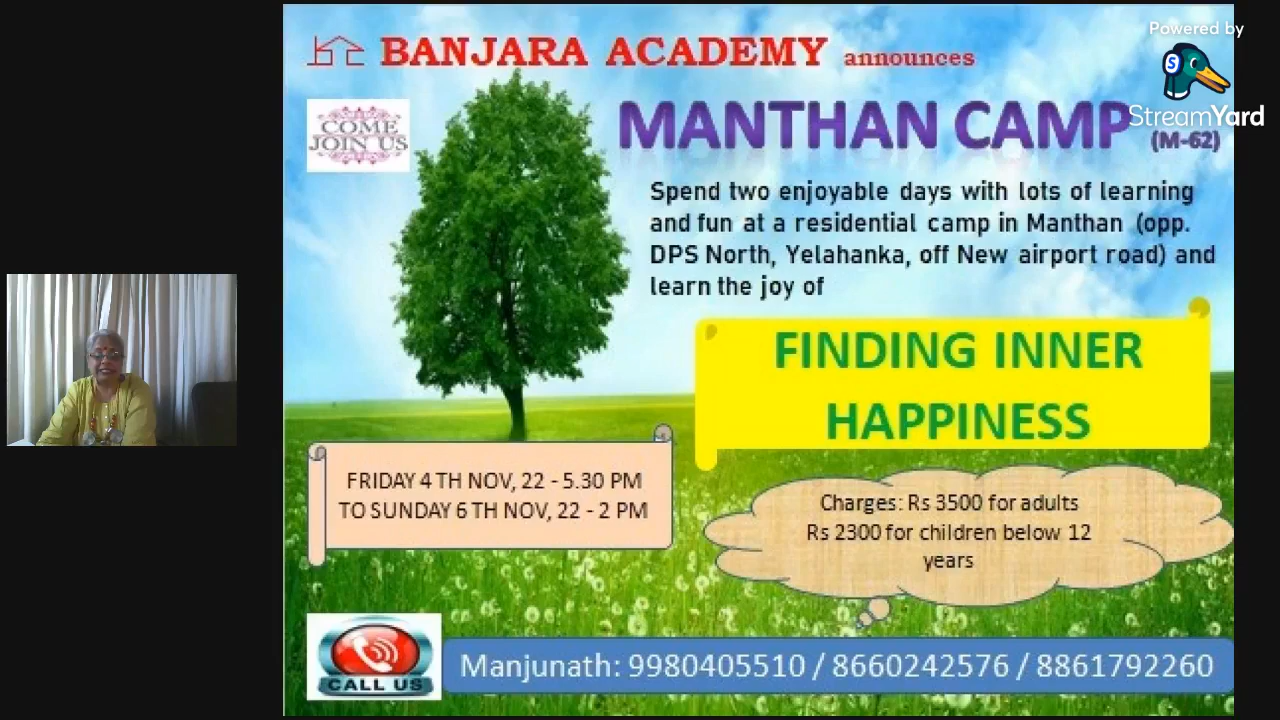 Powered by
StreamYard
BANJARA ACADEMY announces
COME
JOIN US
MANTHAN CAMP (M-62)
Spend two enjoyable days with lots of learning
and fun at a residential camp in Manthan (opp.
DPS North, Yelahanka, off New airport road) and
learn the joy of
FINDING INNER
HAPPINESS
FRIDAY 4 TH NOV, 22 - 5.30 PM
TO SUNDAY 6 TH NOV, 22 - 2 PM
Charges: Rs 3500 for adults
Rs 2300 for children below 12
years
CALL US
Manjunath: 9980405510 / 8660242576 / 8861792260